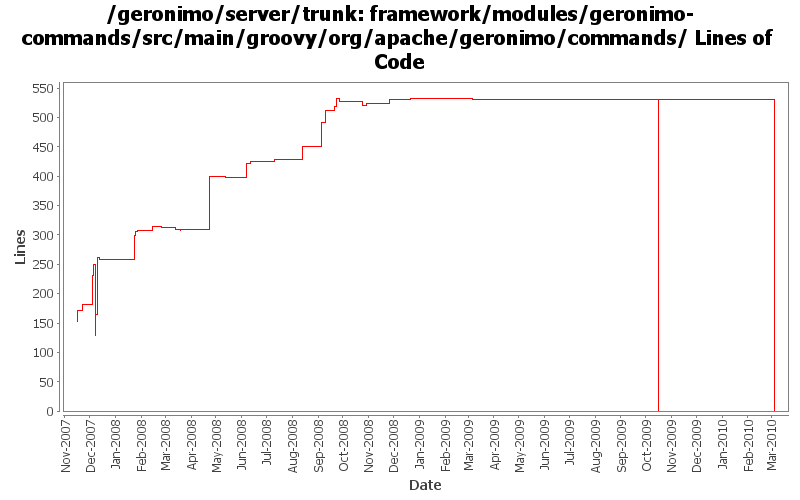 /geronimo/server/trunk: framework/modules/geronimo-
commands/src/main/groovy/org/apache/geronimo/commands/ Lines of
Code
Lines
550
500
450
400
350
300
250
200
150
100
50
0
Nov-2007
Dec-2007
Jan-2008
Feb-2008
Mar-2008
Apr-2008
May-2008
Jun-2008
Jul-2008
Aug-2008
Sep-2008
Oct-2008
Nov-2008
Dec-2008
Jan-2009
Feb-2009
Mar-2009
Apr-2009
May-2009
Jun-2009
Jul-2009
Aug-2009
Sep-2009
Oct-2009
Nov-2009
Dec-2009
Jan-2010
Feb-2010
Mar-2010
Date